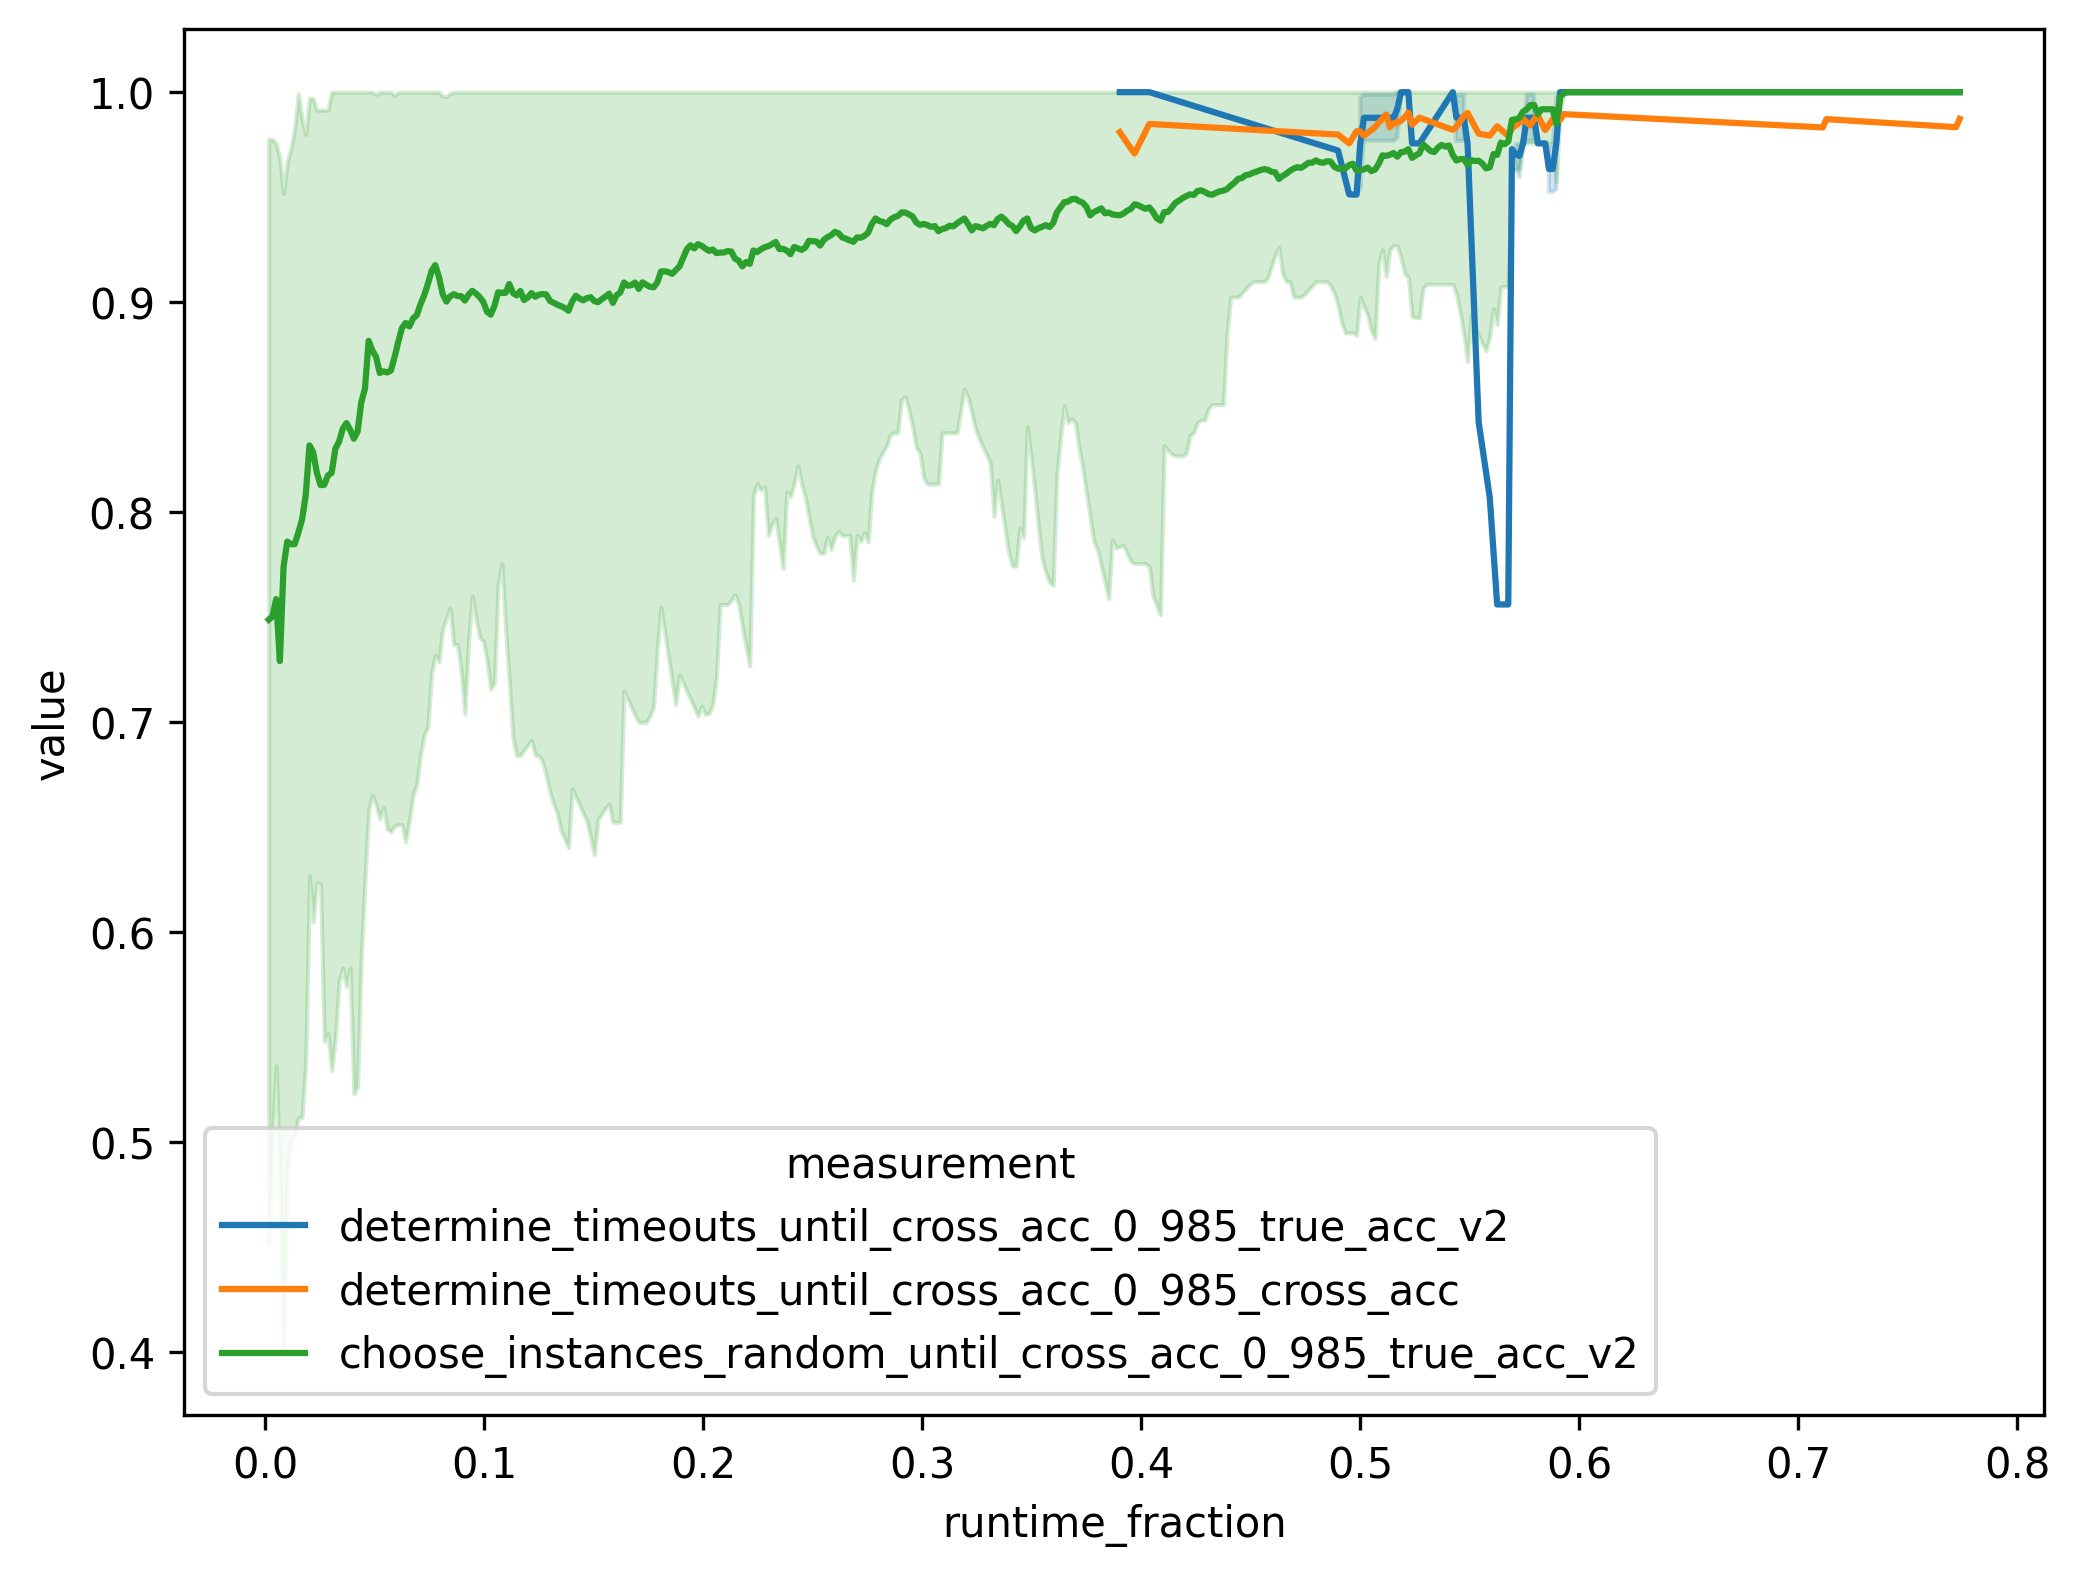 1.0
0.9
0.8
0.7
0.6
0.5
0.4
value
measurement
determine_timeouts_until_cross_acc_0_985_true_acc_v2
determine_timeouts_until_cross_acc_0_985_cross_acc
choose_instances_random_until_cross_acc_0_985_true_acc_v2
0.0 0.1 0.2 0.3 0.4 0.5 0.6 0.7 0.8
runtime_fraction